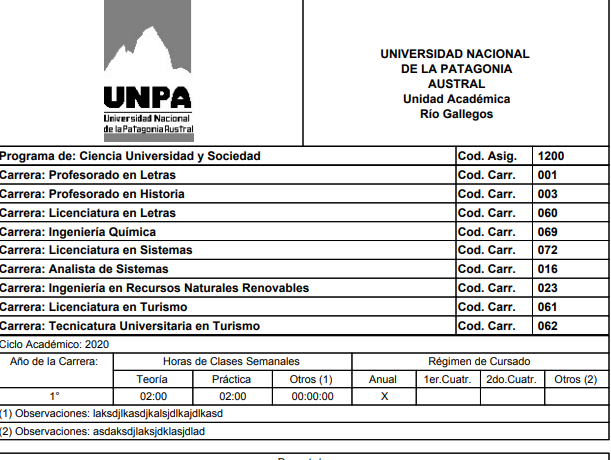 UNPA
Universidad Nacional
de la Patagonia Austral
UNIVERSIDAD NACIONAL
DE LA PATAGONIA
AUSTRAL
Unidad Académica
Río Gallegos
Programa de: Ciencia Universidad y Sociedad Cod. Asig. 1200
Carrera: Profesorado en Letras Cod. Carr. 001
Carrera: Profesorado en Historia Cod. Carr. 003
Carrera: Licenciatura en Letras Cod. Carr. 060
Carrera: Ingeniería Química Cod. Carr. 069
Carrera: Licenciatura en Sistemas Cod. Carr. 072
Carrera: Analista de Sistemas Cod. Carr. 016
Carrera: Ingeniería en Recursos Naturales Renovables Cod. Carr. 023
Carrera: Licenciatura en Turismo Cod. Carr. 061
Carrera: Tecnicatura Universitaria en Turismo Cod. Carr. 062
Ciclo Académico: 2020
Año de la Carrera: Horas de Clases Semanales Régimen de Cursado
Teoría Práctica Otros (1) Anual 1er.Cuatr. 2do.Cuatr. Otros (2)
1° 02:00 02:00 00:00:00 X
(1) Observaciones: laksdjlkasdjkalsjdlkajdlkasd
(2) Observaciones: asdaksdjlaksjdklasjdlad